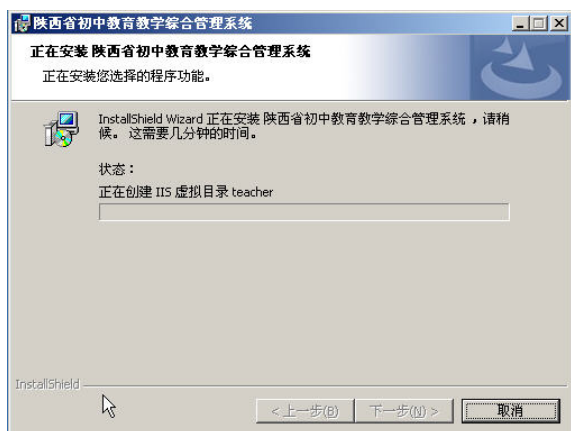 陕西省初中教育教学综合管理系统
正在安装 陕西省初中教育教学综合管理系统
正在安装您选择的程序功能。
InstallShield Wizard 正在安装 陕西省初中教育教学综合管理系统 ，请稍
候。 这需要几分钟的时间。
状态：
正在创建 IIS 虚拟目录 teacher
InstallShield
< 上一步(B) 下一步(N) > 取消